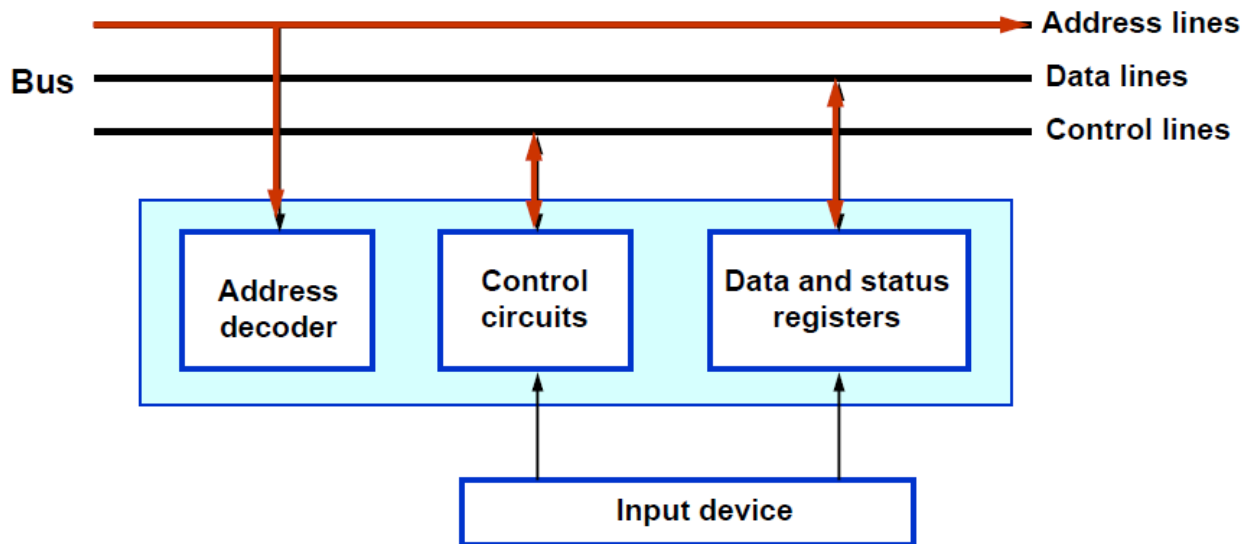 Address lines
Bus
Data lines
Control lines
Address
decoder
Control
circuits
Data and status
registers
Input device